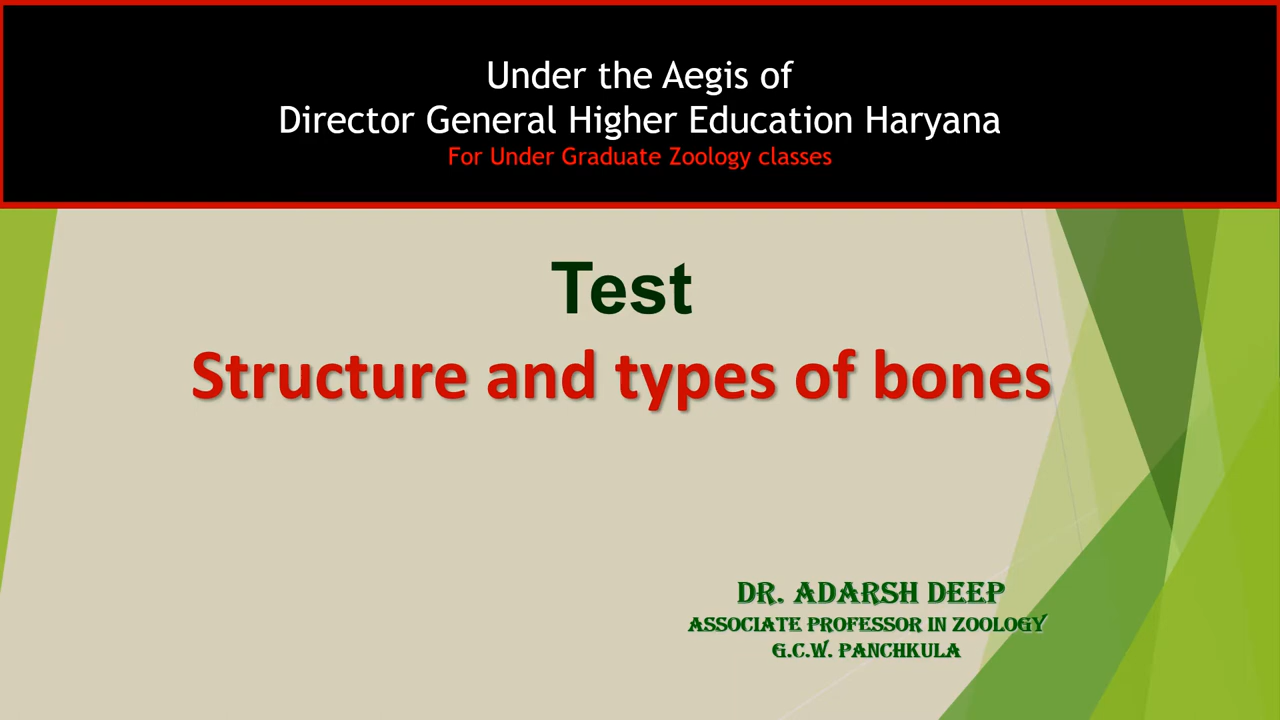 Under the Aegis of
Director General Higher Education Haryana
For Under Graduate Zoology classes
Test
Structure and types of bones
DR. ADARSH DEEP
ASSOCIATE PROFESSOR IN ZOOLOGY
G.C.W. PANCHKULA